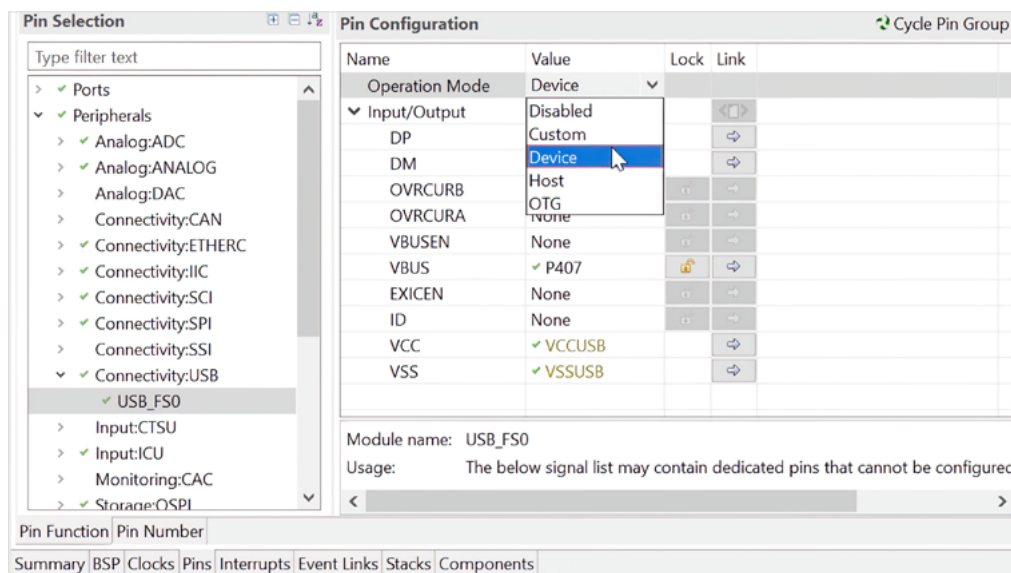 Pin Selection
Type filter text
Ports
Peripherals
Analog:ADC
Analog:ANALOG
Analog:DAC
Connectivity:CAN
Connectivity:ETHERC
Connectivity:IIC
Connectivity:SCI
Connectivity:SPI
Connectivity:SSI
Connectivity:USB
USB_FS0
Input:CTSU
Input:ICU
Monitoring:CAC
Storage:OSPI
Pin Configuration
Cycle Pin Group
Name Value Lock Link
Operation Mode Device
Input/Output Disabled
Custom
DP
Device
DM
Host
OVRCURB
OTG
OVRCURA None
VBUSEN None
VBUS P407
EXICEN None
ID None
VCC VCCUSB
VSS VSSUSB
Module name: USB_FS0
Usage: The below signal list may contain dedicated pins that cannot be configured
Pin Function Pin Number
Summary BSP Clocks Pins Interrupts Event Links Stacks Components